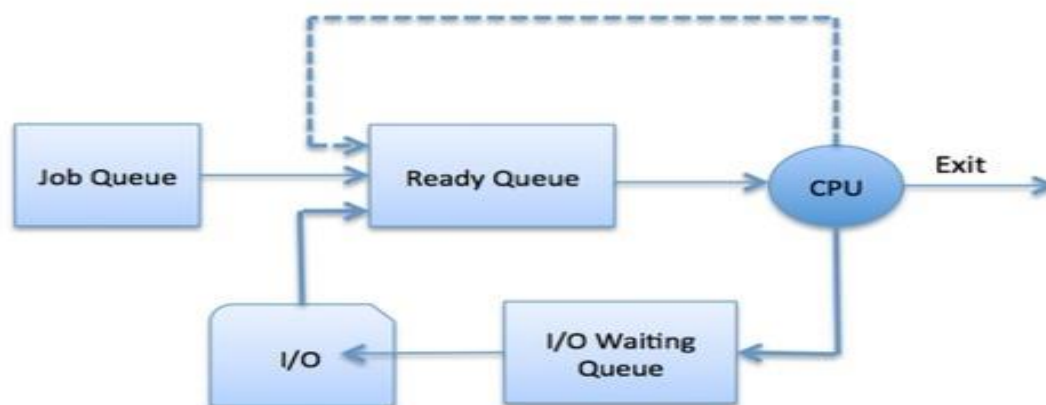 Job Queue
Ready Queue
CPU
Exit
I/O
I/O Waiting
Queue